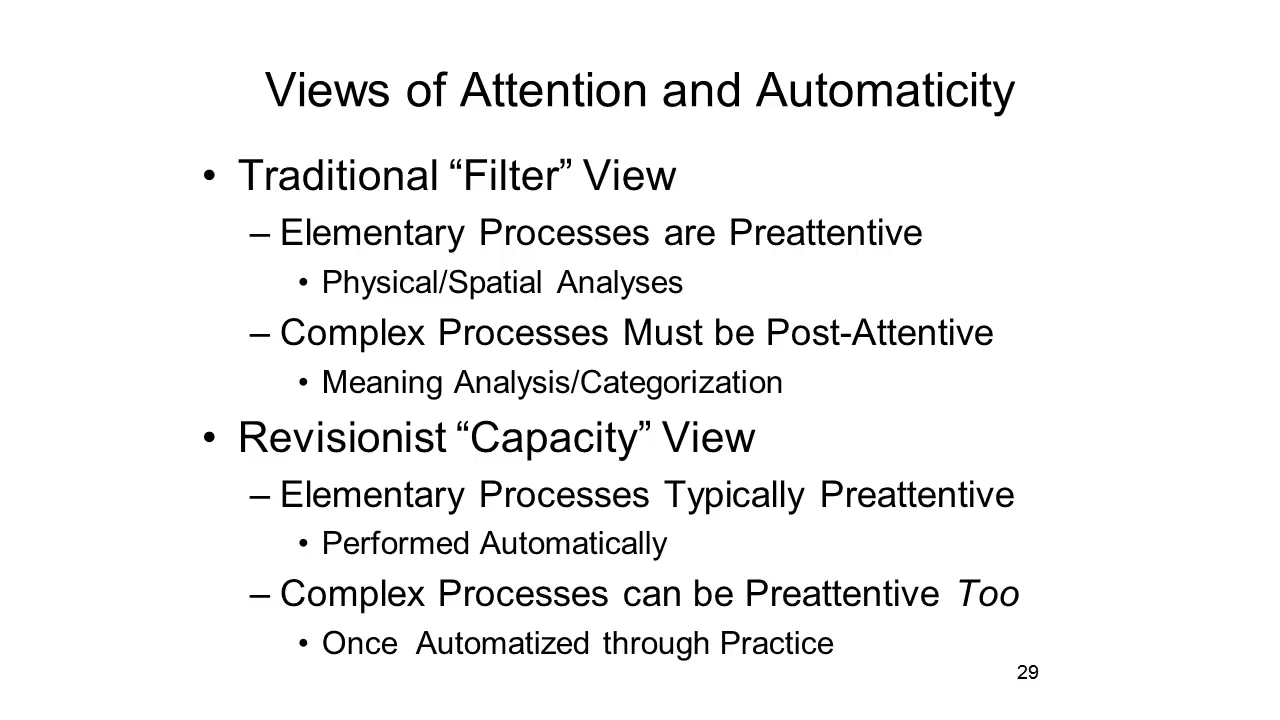 Views of Attention and Automaticity
• Traditional “Filter” View
– Elementary Processes are Preattentive
• Physical/Spatial Analyses
– Complex Processes Must be Post-Attentive
• Meaning Analysis/Categorization
• Revisionist “Capacity” View
– Elementary Processes Typically Preattentive
• Performed Automatically
– Complex Processes can be Preattentive Too
• Once Automatized through Practice
29